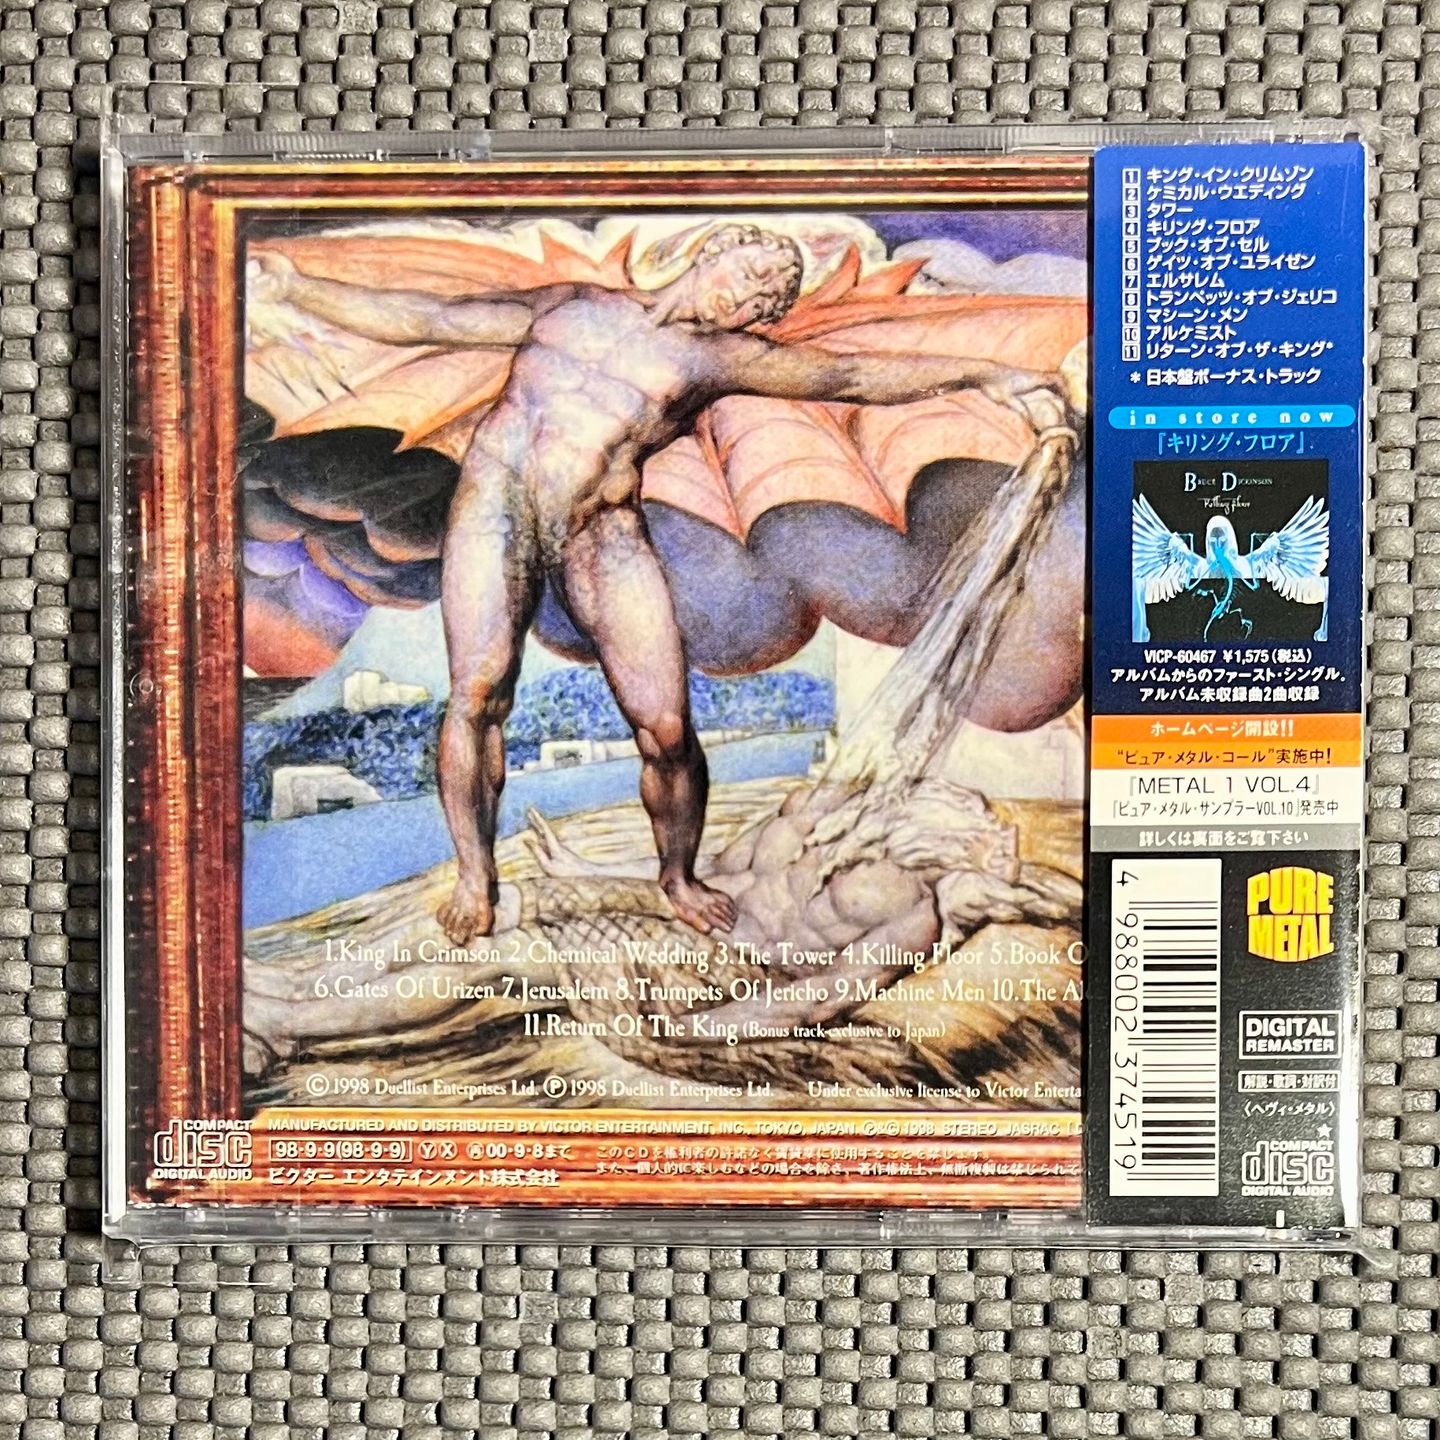 1.King In Crimson 2.Chemical Wedding 3.The Tower 4.Killing Floor 5.Book O
6.Gates Of Urizen 7.Jerusalem 8.Trumpets Of Jericho 9.Machine Men 10.The Al
11.Return Of The King (Bonus track-exclusive to Japan)
© 1998 Duellist Enterprises Ltd. Ⓟ 1998 Duellist Enterprises Ltd. Under exclusive license to Victor Enterta
COMPACT
disc
DIGITAL AUDIO
MANUFACTURED AND DISTRIBUTED BY VICTOR ENTERTAINMENT, INC., TOKYO, JAPAN. Ⓟ&© 1998 STEREO JASRAC
98・9・9(98・9・9) Y X 00・9・8まで
ビクター エンタテインメント株式会社
このCDを権利者の許諾なく賃貸業に使用することを禁じます。
また、個人的に楽しむなどの場合を除き、著作権法上、無断複製は禁じられて
1 キング・イン・クリムゾン
2 ケミカル・ウエディング
3 タワー
4 キリング・フロア
5 ブック・オブ・セル
6 ゲイツ・オブ・ユライゼン
7 エルサレム
8 トランペッツ・オブ・ジェリコ
9 マシーン・メン
10 アルケミスト
11 リターン・オブ・ザ・キング*
* 日本盤ボーナス・トラック
in store now
『キリング・フロア』
BRUCE DICKINSON
Killing Floor
VICP-60467 ¥1,575(税込)
アルバムからのファースト・シングル。
アルバム未収録曲2曲収録
ホームページ開設!!
“ピュア・メタル・コール”実施中!
『METAL 1 VOL.4』
『ピュア・メタル・サンプラーVOL.10』発売中
詳しくは裏面をご覧下さい
4 988002 374519
PURE
METAL
DIGITAL
REMASTER
解説・歌詞・対訳付
〈ヘヴィ・メタル〉
★
COMPACT
disc
DIGITAL AUDIO